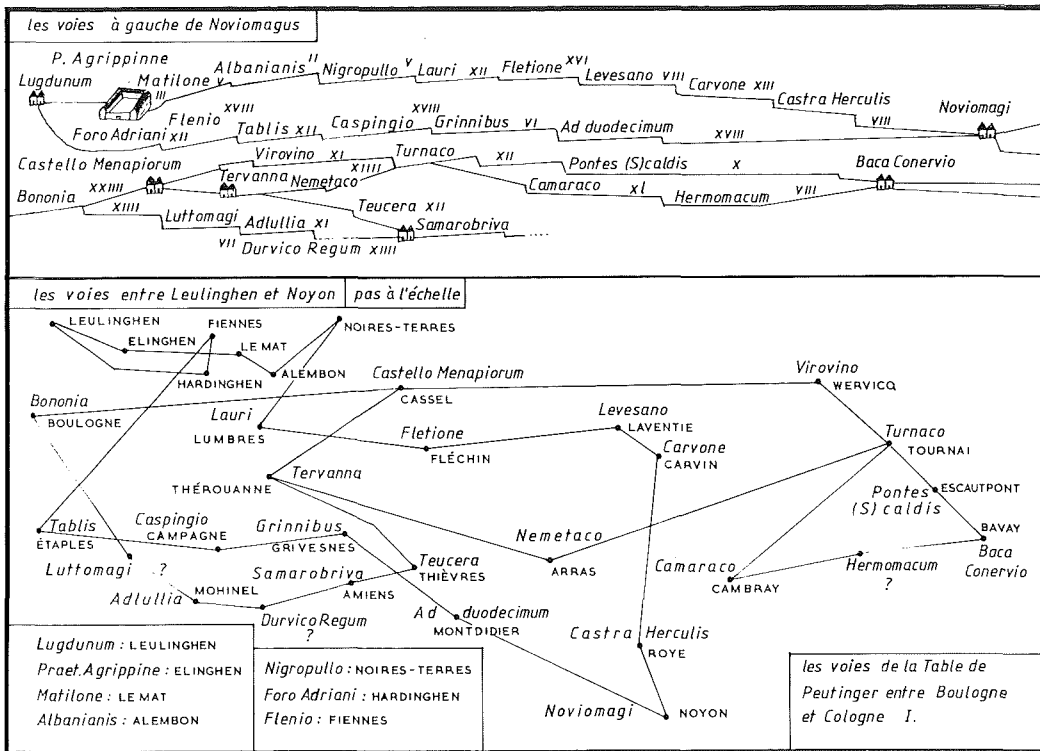 les voies à gauche de Noviomagus
P. Agrippinne
Lugdunum
Matilone V
III
Albanianis II
Nigropullo V
Lauri XII
Fletione XVI
Levesano VIII
Carvone XIII
Castra Herculis
VIII
Noviomagi
Flenio XVIII
Foro Adriani XII
Tablis XII
Caspingio XVIII
Grinnibus VI
Ad duodecimum
XVIII
Castello Menapiorum
Virovino XI
Tervanna XIIII
Nemetaco
Turnaco
XII
Pontes (S)caldis X
Baca Conervio
Bononia XXIIII
XIIII
Camaraco xl
Hermomacum VIII
Luttomagi
Teucera XII
VII
Adlullia XI
Samarobriva
Durvico Regum XIIII
les voies entre Leulinghen et Noyon
pas à l'échelle
LEULINGHEN
FIENNES
NOIRES-TERRES
ELINGHEN
LE MAT
HARDINGHEN
ALEMBON
Castello Menapiorum
CASSEL
Virovino
WERVICQ
Bononia
BOULOGNE
Lauri
LUMBRES
Fletione
FLÉCHIN
Levesano
LAVENTIE
Carvone
CARVIN
Turnaco
TOURNAI
Tervanna
THÉROUANNE
Pontes
(S)caldis
ESCAUTPONT
Tablis
ÉTAPLES
Caspingio
CAMPAGNE
Grinnibus
GRIVESNES
Nemetaco
ARRAS
BAVAY
Baca
Conervio
Luttomagi ?
Teucera
THIÈVRES
Camaraco
CAMBRAY
Hermomacum
?
Adlullia
MOHINEL
Samarobriva
AMIENS
Durvico Regum
?
Ad duodecimum
MONTDIDIER
Castra Herculis
ROYE
Noviomagi
NOYON
Lugdunum : LEULINGHEN
Praet. Agrippine : ELINGHEN
Matilone : LE MAT
Albanianis : ALEMBON
Nigropullo : NOIRES-TERRES
Foro Adriani : HARDINGHEN
Flenio : FIENNES
les voies de la Table de
Peutinger entre Boulogne
et Cologne I.